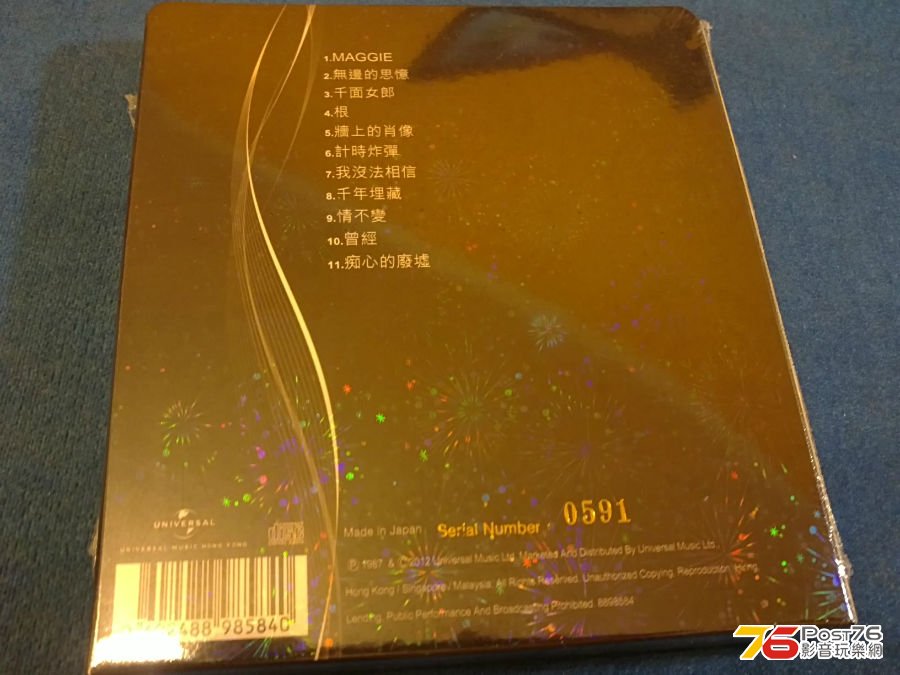 1.MAGGIE
2.無邊的思憶
3.千面女郎
4.根
5.牆上的肖像
6.計時炸彈
7.我沒法相信
8.千年埋藏
9.情不變
10.曾經
11.痴心的廢墟
UNIVERSAL
UNIVERSAL MUSIC HONG KONG
Made in Japan Serial Number 0591
Ⓟ 1987 & © 2012 Universal Music Ltd. Marketed And Distributed By Universal Music Ltd.,
Hong Kong / Singapore / Malaysia. All Rights Reserved. Unauthorized Copying, Reproduction, Hiring,
Lending, Public Performance And Broadcasting Prohibited. 8898584
488 985840
76 Post76
影音玩樂網